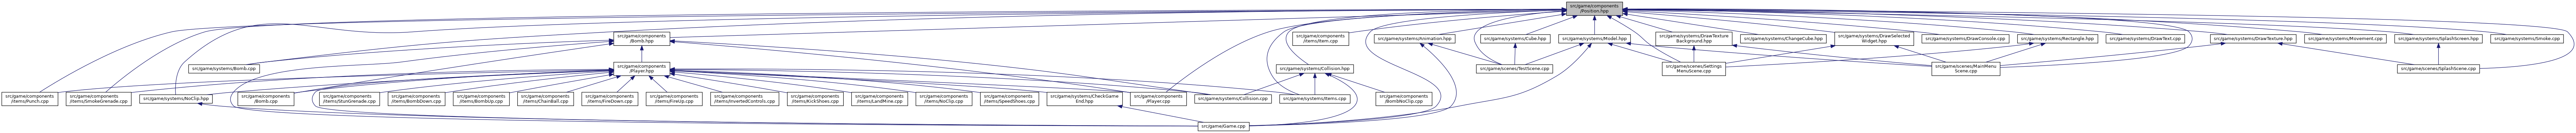 src/game/components
/Position.hpp
src/game/components
/Bomb.hpp
src/game/components
/items/Item.cpp
src/game/systems/Animation.hpp
src/game/systems/Cube.hpp
src/game/systems/Model.hpp
src/game/systems/DrawTexture
Background.hpp
src/game/systems/ChangeCube.hpp
src/game/systems/DrawSelected
Widget.hpp
src/game/systems/DrawConsole.cpp
src/game/systems/Rectangle.hpp
src/game/systems/DrawText.cpp
src/game/systems/DrawTexture.hpp
src/game/systems/Movement.cpp
src/game/systems/SplashScreen.hpp
src/game/systems/Smoke.cpp
src/game/systems/Bomb.cpp
src/game/components
/Player.hpp
src/game/systems/Collision.hpp
src/game/scenes/TestScene.cpp
src/game/scenes/Settings
MenuScene.cpp
src/game/scenes/MainMenu
Scene.cpp
src/game/scenes/SplashScene.cpp
src/game/components
/items/Punch.cpp
src/game/components
/items/SmokeGrenade.cpp
src/game/systems/NoClip.hpp
src/game/components
/Bomb.cpp
src/game/components
/items/StunGrenade.cpp
src/game/components
/items/BombDown.cpp
src/game/components
/items/BombUp.cpp
src/game/components
/items/ChainBall.cpp
src/game/components
/items/FireDown.cpp
src/game/components
/items/FireUp.cpp
src/game/components
/items/InvertedControls.cpp
src/game/components
/items/KickShoes.cpp
src/game/components
/items/LandMine.cpp
src/game/components
/items/NoClip.cpp
src/game/components
/items/SpeedShoes.cpp
src/game/systems/CheckGame
End.hpp
src/game/components
/Player.cpp
src/game/systems/Collision.cpp
src/game/systems/Items.cpp
src/game/components
/BombNoClip.cpp
src/game/Game.cpp